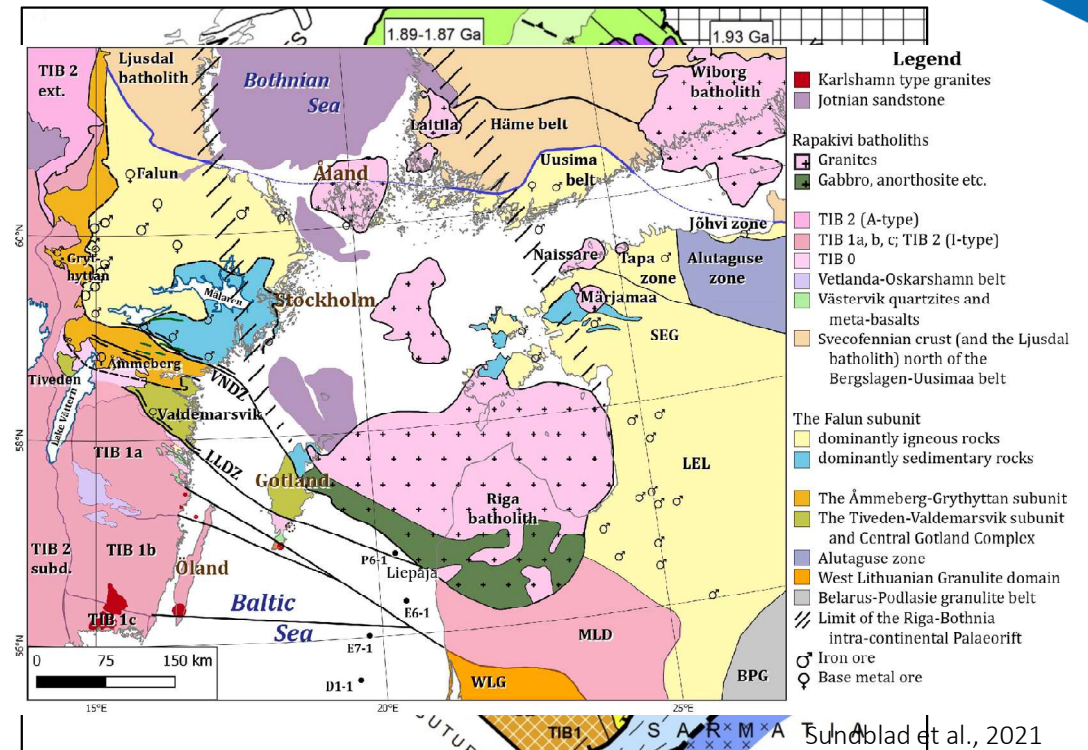 1.89-1.87 Ga
1.93 Ga
TIB 2
ext.
Ljusdal
batholith
Bothnian
Sea
Wiborg
batholith
Laitila
Häme belt
Uusima
belt
Falun
Åland
Jõhvi zone
60°N
Gryt-
hyttan
Naissare
Tapa
zone
Alutaguse
zone
Mälaren
Stockholm
Märjamaa
SEG
Åmmeberg
Tiveden
VNDZ
Valdemarsvik
Lake Vättern
58°N
TIB 1a
LLDZ
Gotland
LEL
Riga
batholith
TIB 2
subd.
TIB 1b
Öland
P6-1
Liepāja
E6-1
Baltic
Sea
TIB 1c
E7-1
MLD
56°N
0 75 150 km
D1-1
WLG
BPG
15°E
20°E
25°E
Legend
Karlshamn type granites
Jotnian sandstone
Rapakivi batholiths
Granites
Gabbro, anorthosite etc.
TIB 2 (A-type)
TIB 1a, b, c; TIB 2 (I-type)
TIB 0
Vetlanda-Oskarshamn belt
Västervik quartzites and
meta-basalts
Svecofennian crust (and the Ljusdal
batholith) north of the
Bergslagen-Uusimaa belt
The Falun subunit
dominantly igneous rocks
dominantly sedimentary rocks
The Åmmeberg-Grythyttan subunit
The Tiveden-Valdemarsvik subunit
and Central Gotland Complex
Alutaguse zone
West Lithuanian Granulite domain
Belarus-Podlasie granulite belt
Limit of the Riga-Bothnia
intra-continental Palaeorift
Iron ore
Base metal ore
TIB1
SARMATIA
Sundblad et al., 2021